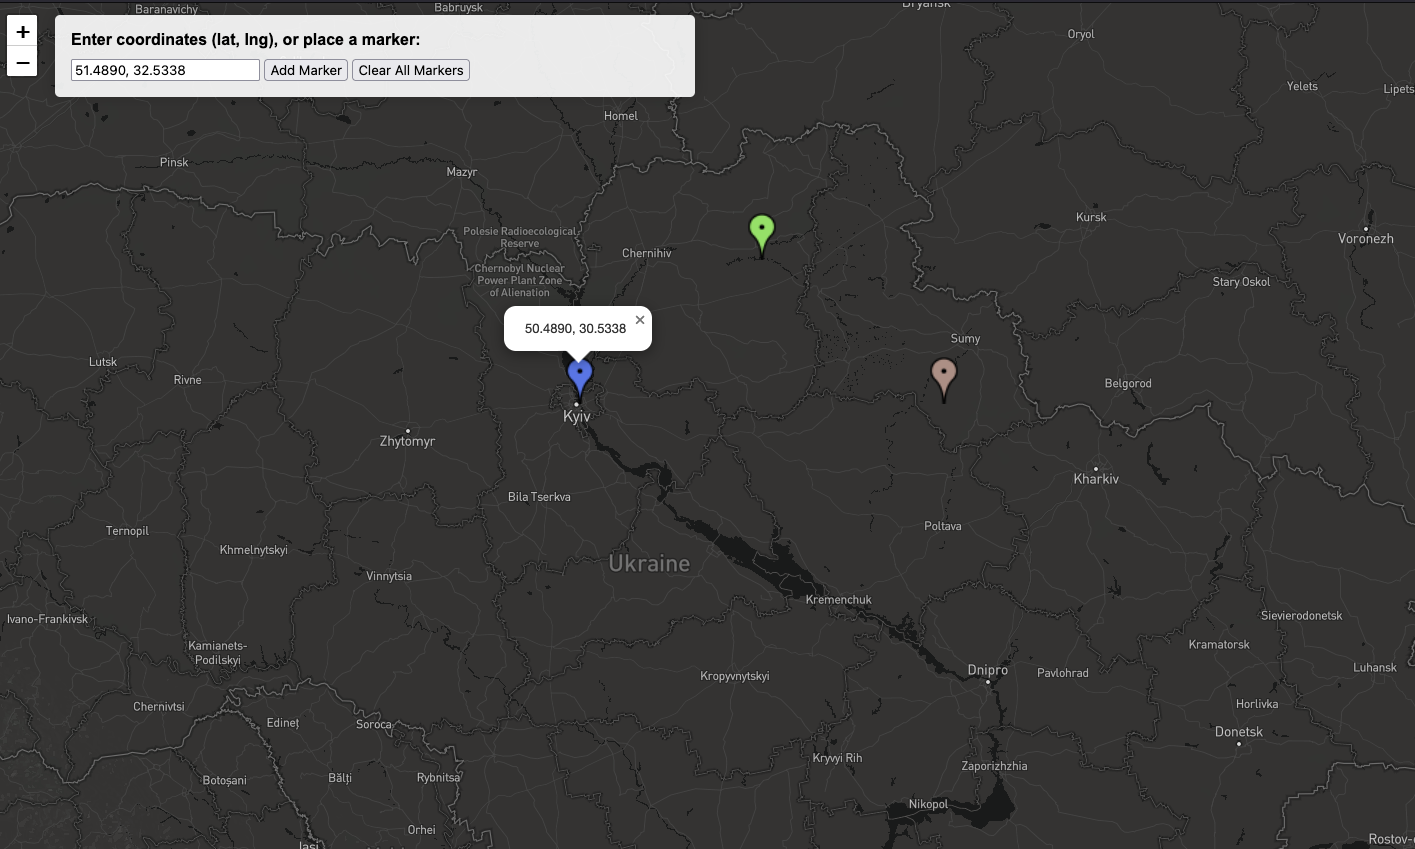 Baranavichy
Babruysk
Bryansk
+
−
Enter coordinates (lat, lng), or place a marker:
51.4890, 32.5338
Add Marker
Clear All Markers
Oryol
Yelets
Lipets
Homel
Pinsk
Mazyr
Kursk
Polesie Radioecological
Reserve
Voronezh
Chernihiv
Chernobyl Nuclear
Power Plant Zone
of Alienation
Stary Oskol
×
50.4890, 30.5338
Sumy
Lutsk
Rivne
Belgorod
Kyiv
Zhytomyr
Kharkiv
Bila Tserkva
Poltava
Ternopil
Khmelnytskyi
Ukraine
Vinnytsia
Kremenchuk
Ivano-Frankivsk
Sievierodonetsk
Kamianets-
Podilskyi
Kramatorsk
Kropyvnytskyi
Dnipro
Pavlohrad
Luhansk
Chernivtsi
Horlivka
Edineț
Soroca
Donetsk
Kryvyi Rih
Zaporizhzhia
Botoșani
Bălți
Rybnitsa
Nikopol
Orhei
Rostov-
Iași